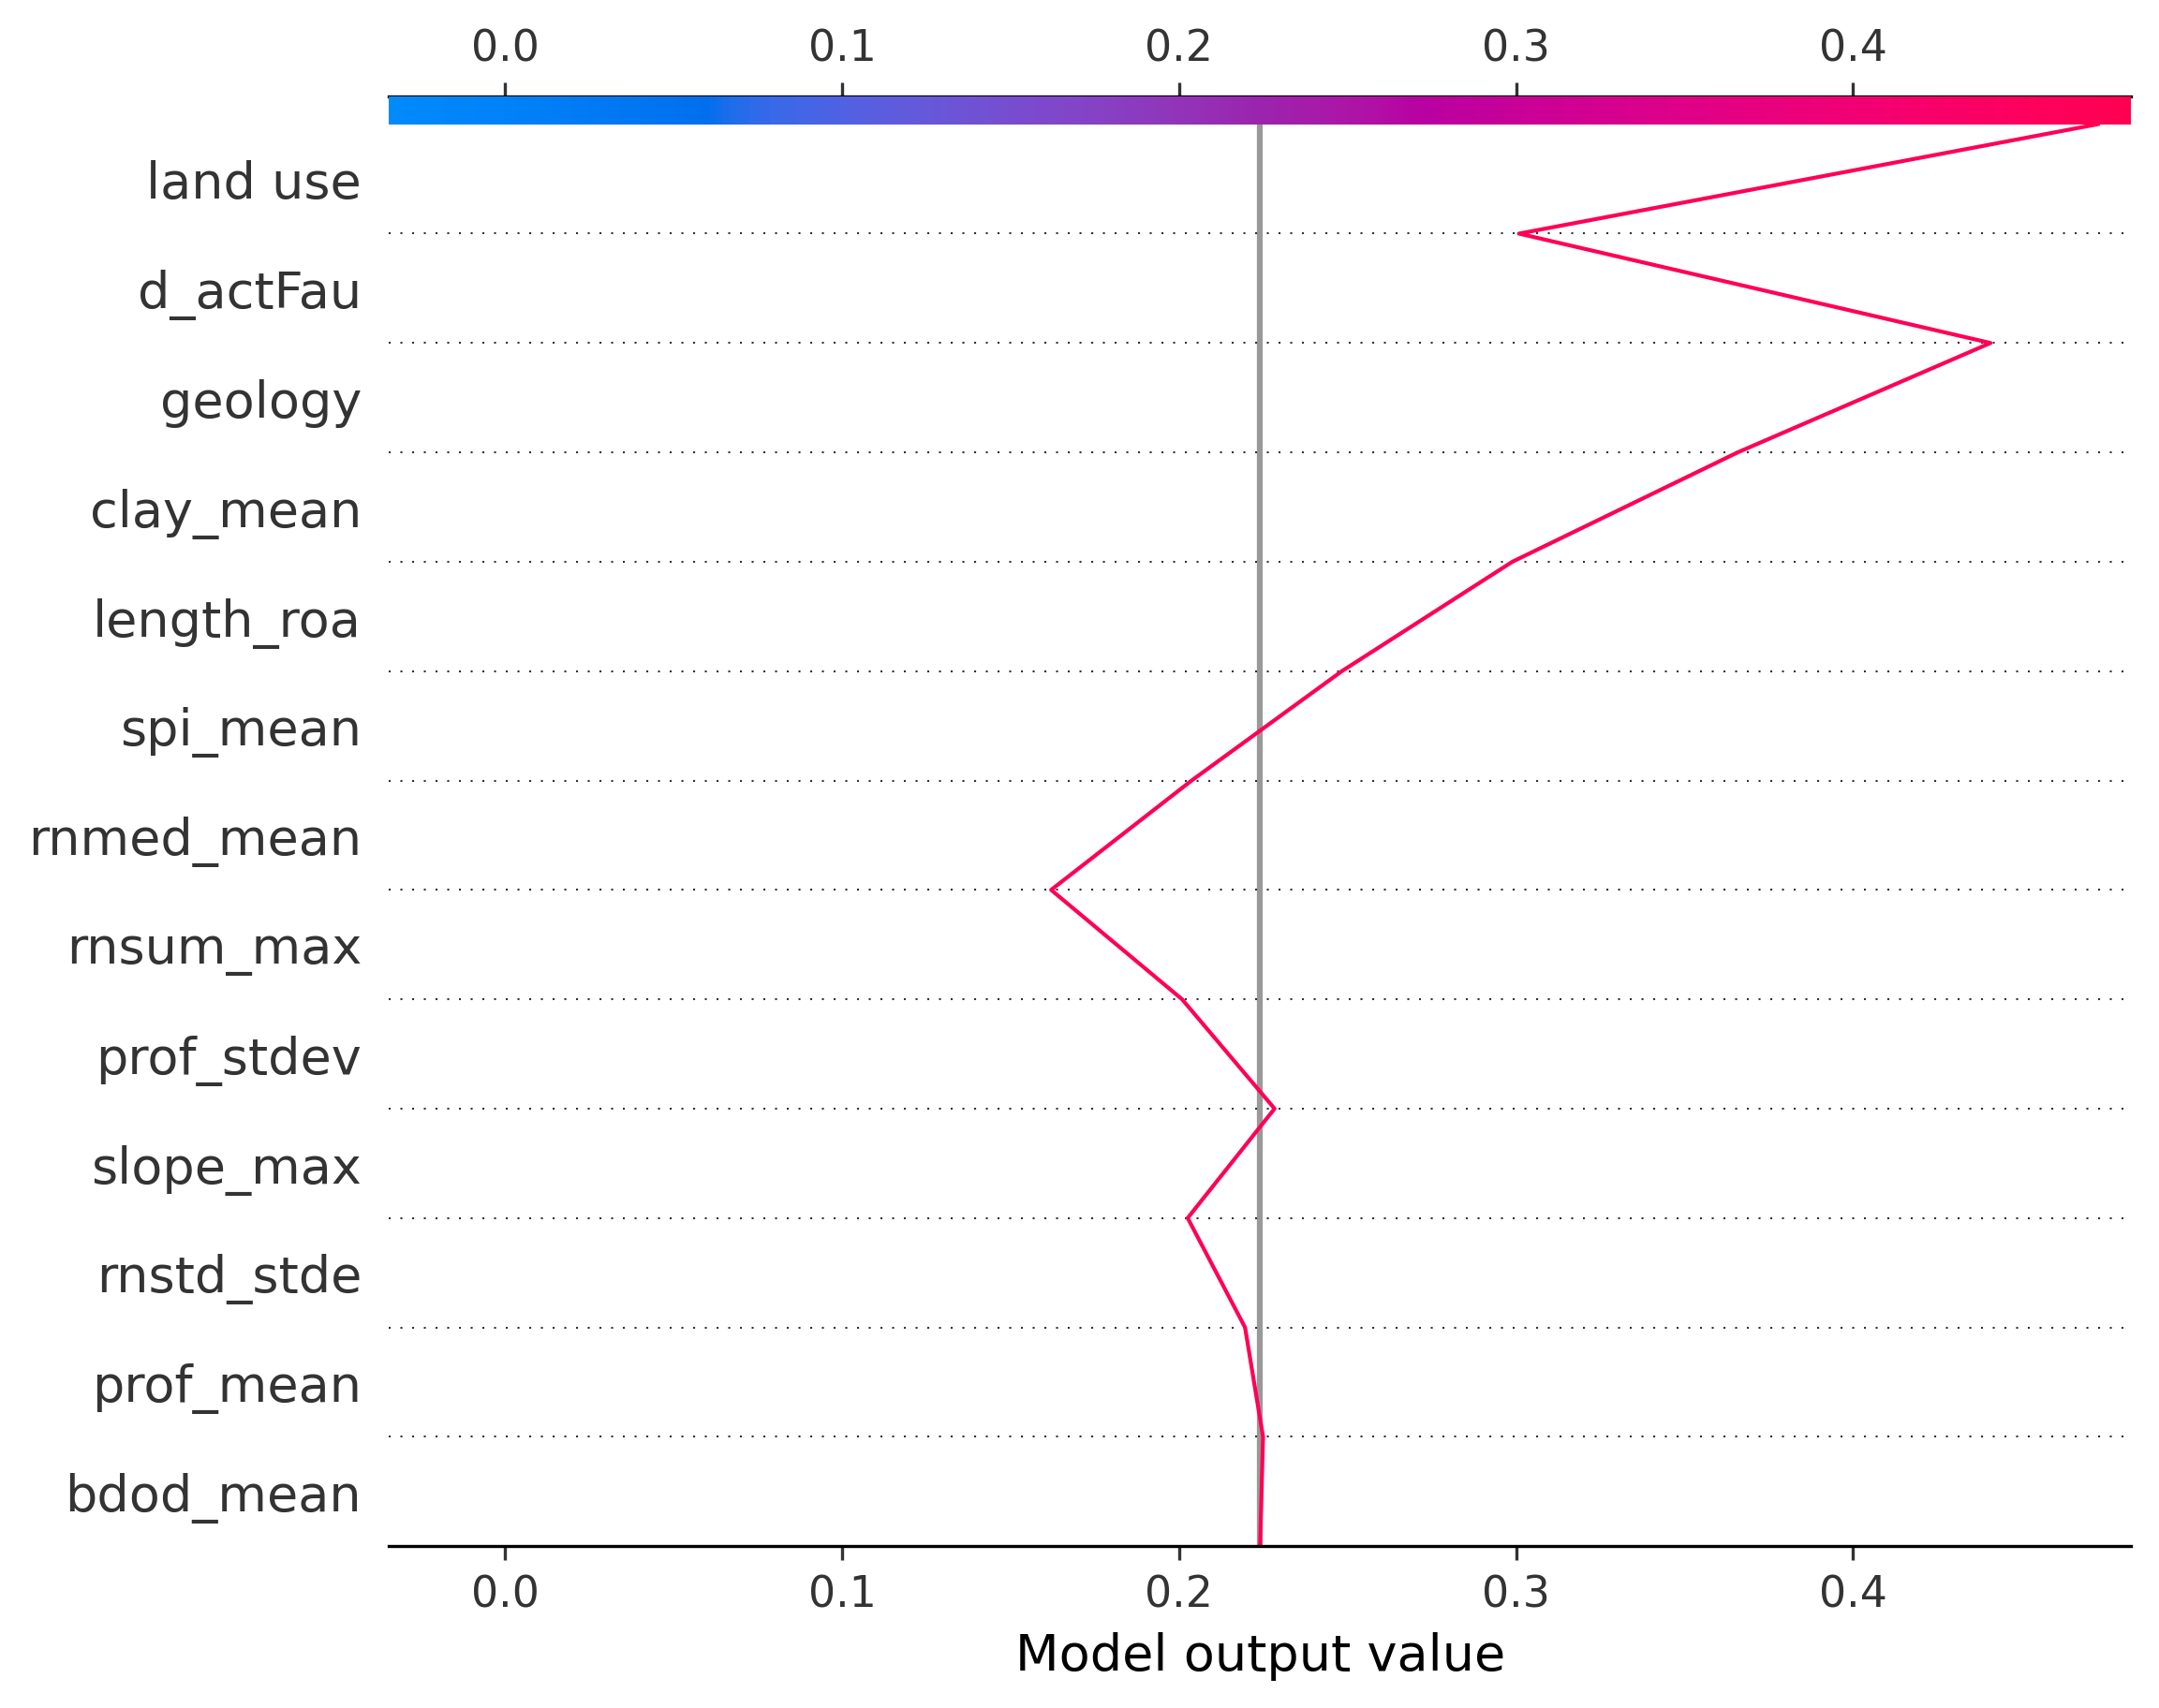 0.0 0.1 0.2 0.3 0.4
land use
d_actFau
geology
clay_mean
length_roa
spi_mean
rnmed_mean
rnsum_max
prof_stdev
slope_max
rnstd_stde
prof_mean
bdod_mean
0.0 0.1 0.2 0.3 0.4
Model output value